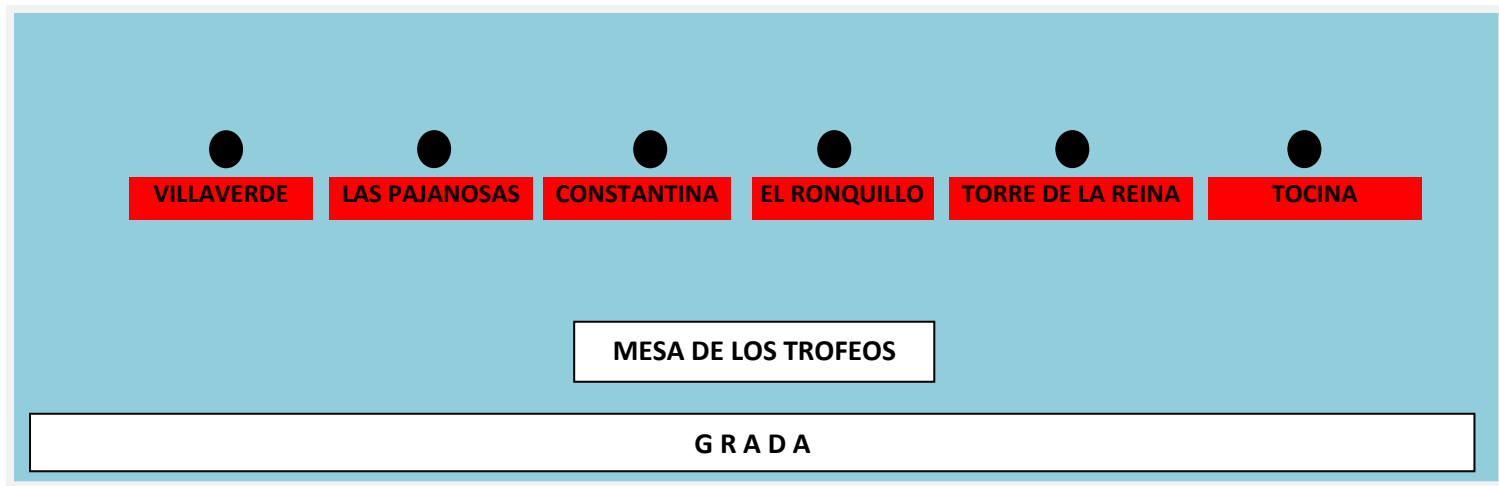 VILLAVERDE LAS PAJANOSAS CONSTANTINA EL RONQUILLO TORRE DE LA REINA TOCINA
MESA DE LOS TROFEOS
G R A D A